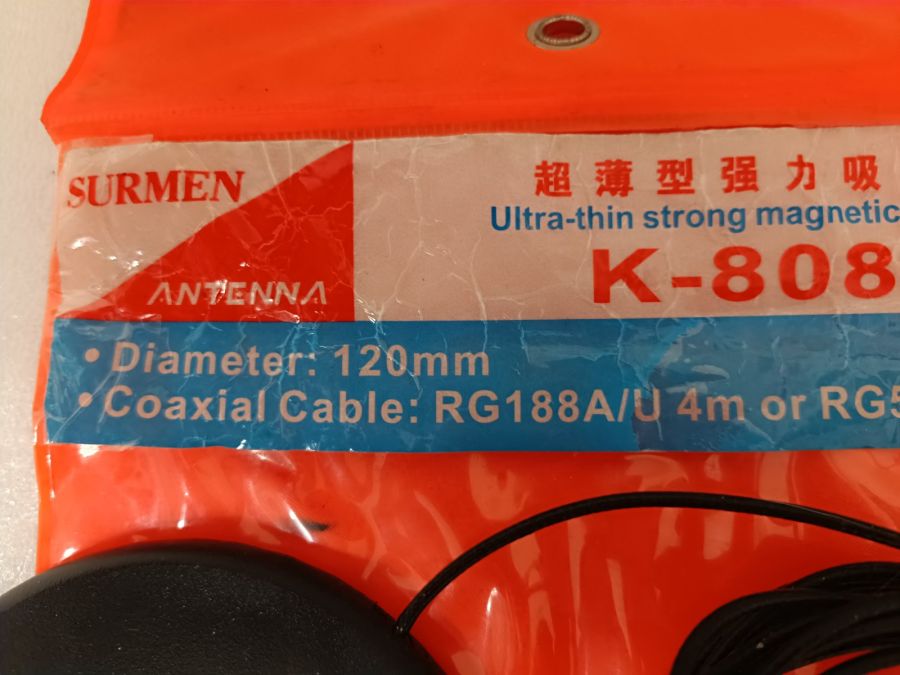 SURMEN
ANTENNA
超薄型强力吸
Ultra-thin strong magnetic
K-808
• Diameter: 120mm
• Coaxial Cable: RG188A/U 4m or RG5